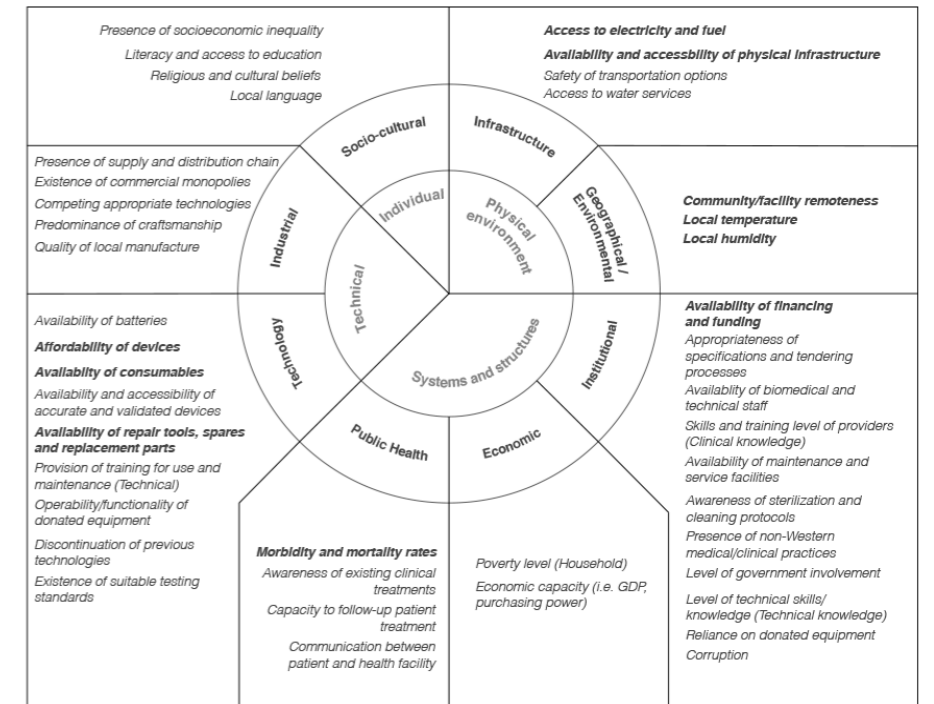 Presence of socioeconomic inequality
Literacy and access to education
Religious and cultural beliefs
Local language
Access to electricity and fuel
Availability and accessbility of physical infrastructure
Safety of transportation options
Access to water services
Socio-cultural
Infrastructure
Individual
Physical
environment
Geographical /
Environmental
Presence of supply and distribution chain
Existence of commercial monopolies
Competing appropriate technologies
Predominance of craftsmanship
Quality of local manufacture
Industrial
Technical
Community/facility remoteness
Local temperature
Local humidity
Availability of batteries
Affordability of devices
Availabity of consumables
Availability and accessibility of
accurate and validated devices
Availability of repair tools, spares
and replacement parts
Provision of training for use and
maintenance (Technical)
Operability/functionality of
donated equipment
Discontinuation of previous
technologies
Existence of suitable testing
standards
Technology
Systems and structures
Institutional
Public Health
Economic
Morbidity and mortality rates
Awareness of existing clinical
treatments
Capacity to follow-up patient
treatment
Communication between
patient and health facility
Poverty level (Household)
Economic capacity (i.e. GDP,
purchasing power)
Availability of financing
and funding
Appropriateness of
specifications and tendering
processes
Availablity of biomedical and
technical staff
Skills and training level of providers
(Clinical knowledge)
Availability of maintenance and
service facilities
Awareness of sterilization and
cleaning protocols
Presence of non-Western
medical/clinical practices
Level of government involvement
Level of technical skills/
knowledge (Technical knowledge)
Reliance on donated equipment
Corruption